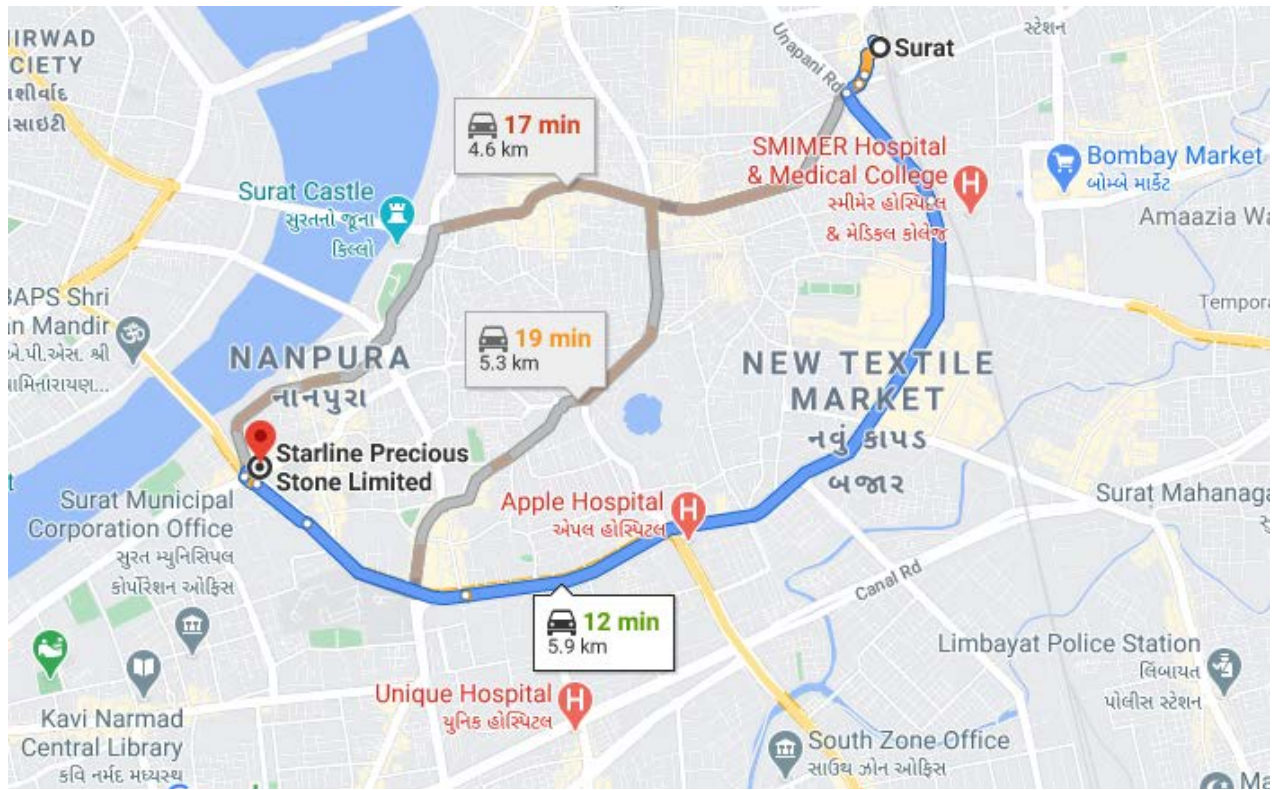 HIRWAD
CIETY
સ્ટેશન
Surat
Unapani Rd
17 min
4.6 km
SMIMER Hospital
& Medical College
સ્મીમેર હોસ્પિટલ
& મેડિકલ કોલેજ
Bombay Market
બોમ્બે માર્કેટ
Amaazia Wa
Surat Castle
સુરતનો જૂના
કિલ્લો
BAPS Shri
an Mandir
એ.પી.એસ. શ્રી
Tempora
19 min
5.3 km
NANPURA
નાનપુરા
NEW TEXTILE
MARKET
નવું કાપડ
બજાર
Starline Precious
Stone Limited
Surat Municipal
Corporation Office
સુરત મ્યુનિસિપલ
કોર્પોરેશન ઓફિસ
Apple Hospital
એપલ હોસ્પિટલ
Surat Mahanaga
Canal Rd
12 min
5.9 km
Limbayat Police Station
લિંબાયત
પોલીસ સ્ટેશન
Unique Hospital
યુનિક હોસ્પિટલ
Kavi Narmad
Central Library
કવિ નર્મદ મધ્યસ્થ
South Zone Office
સાઉથ ઝોન ઓફિસ